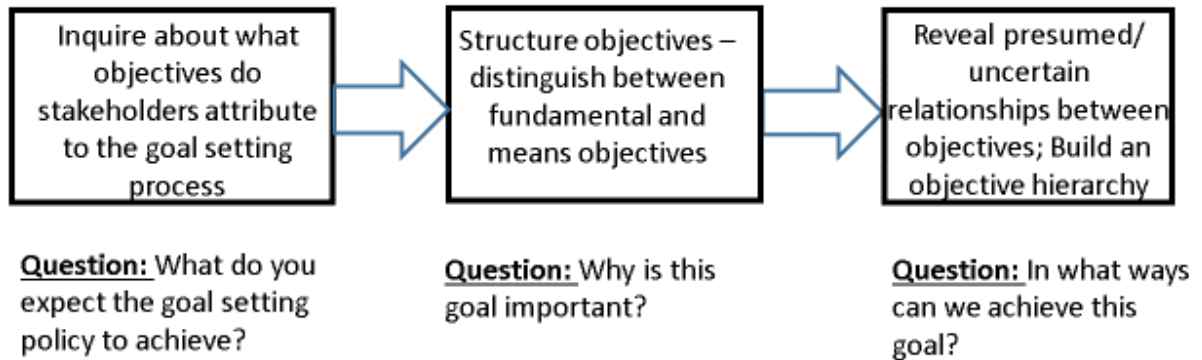 Inquire about what
objectives do
stakeholders attribute
to the goal setting
process
Structure objectives –
distinguish between
fundamental and
means objectives
Reveal presumed/
uncertain
relationships between
objectives; Build an
objective hierarchy
Question: What do you
expect the goal setting
policy to achieve?
Question: Why is this
goal important?
Question: In what ways
can we achieve this
goal?